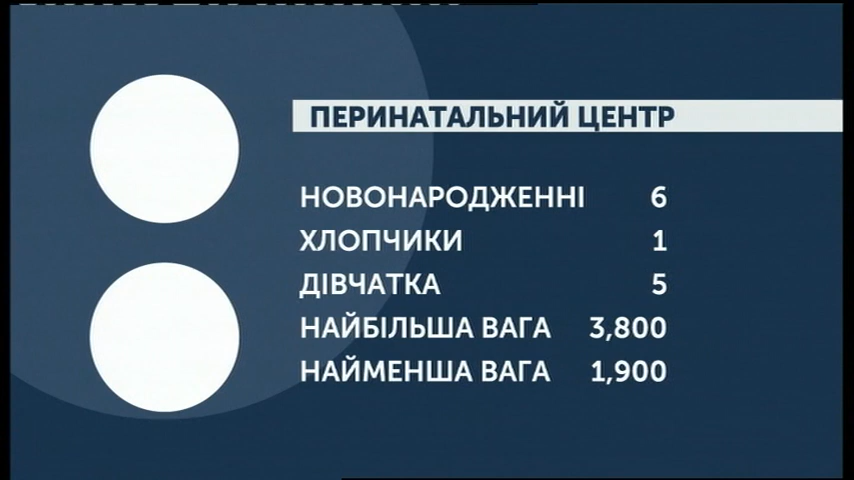 ПЕРИНАТАЛЬНИЙ ЦЕНТР
НОВОНАРОДЖЕННІ 6
ХЛОПЧИКИ 1
ДІВЧАТКА 5
НАЙБІЛЬША ВАГА 3,800
НАЙМЕНША ВАГА 1,900